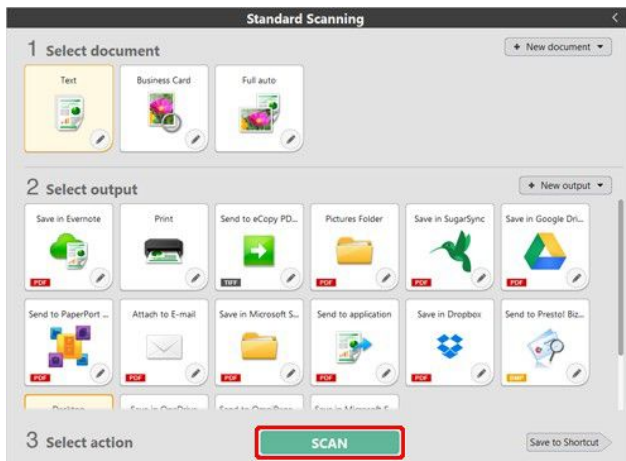 Standard Scanning
1 Select document
+ New document
Text
Business Card
Full auto
2 Select output
+ New output
Save in Evernote
PDF
Print
Send to eCopy PD...
TIFF
Pictures Folder
PDF
Save in SugarSync
PDF
Save in Google Dri...
PDF
Send to PaperPort ...
PDF
Attach to E-mail
PDF
Save in Microsoft S...
PDF
Send to application
PDF
Save in Dropbox
PDF
Send to Presto! Biz...
BMP
3 Select action
SCAN
Save to Shortcut